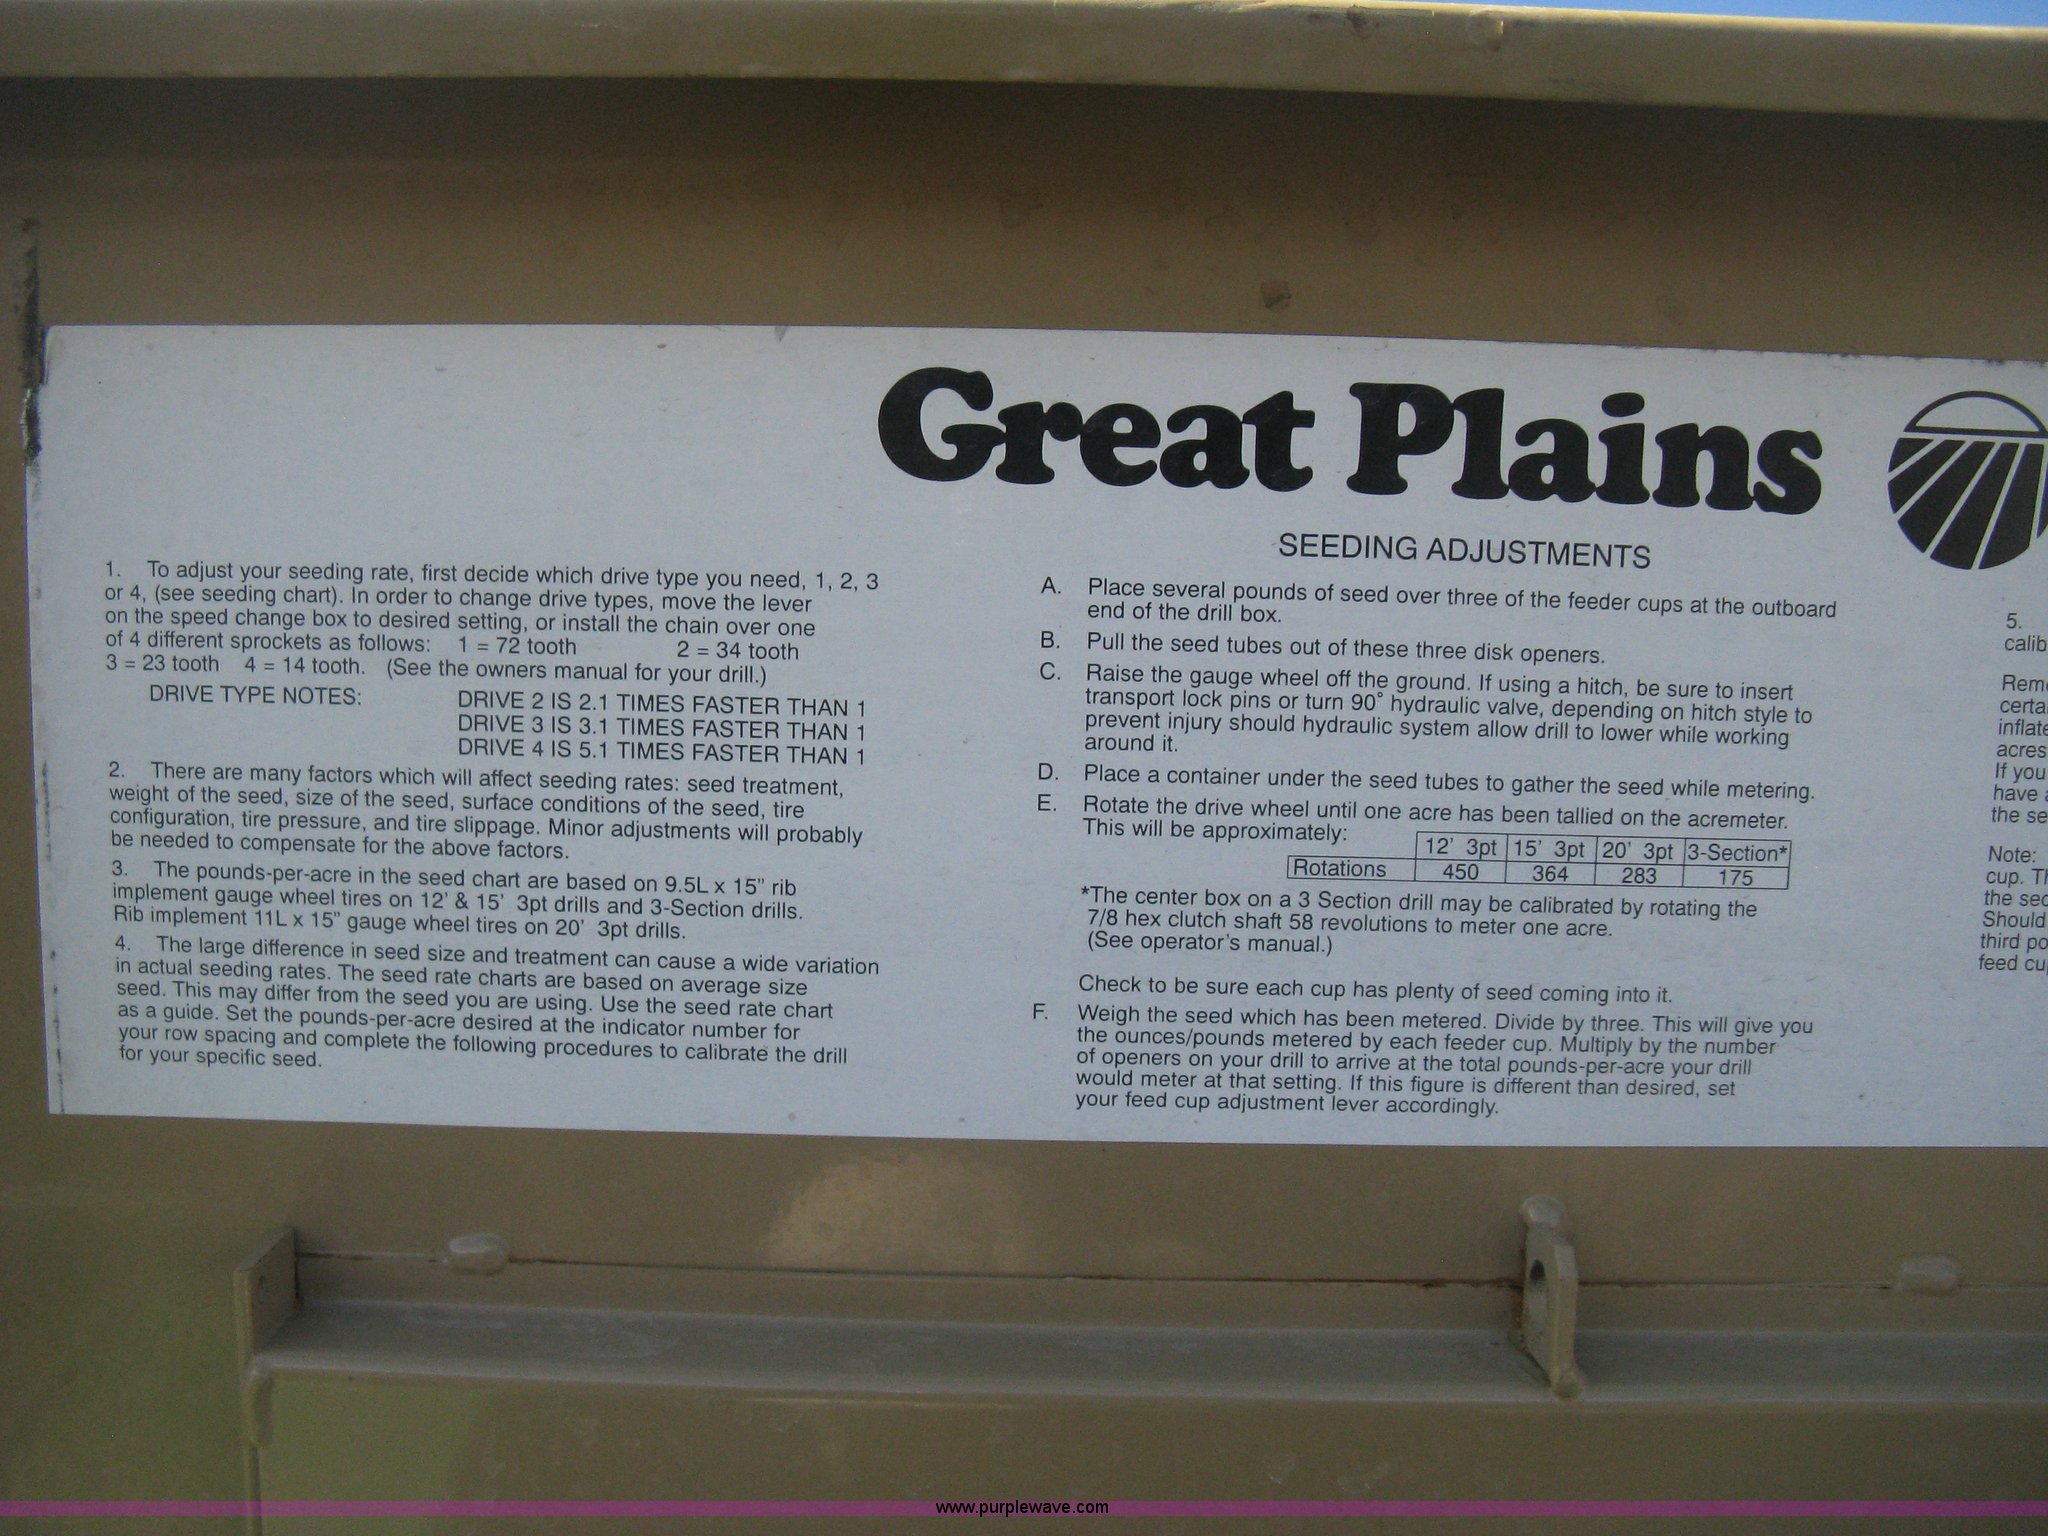 Great Plains
SEEDING ADJUSTMENTS
1. To adjust your seeding rate, first decide which drive type you need, 1, 2, 3
or 4, (see seeding chart). In order to change drive types, move the lever
on the speed change box to desired setting, or install the chain over one
of 4 different sprockets as follows: 1 = 72 tooth 2 = 34 tooth
3 = 23 tooth 4 = 14 tooth. (See the owners manual for your drill.)
DRIVE TYPE NOTES: DRIVE 2 IS 2.1 TIMES FASTER THAN 1
DRIVE 3 IS 3.1 TIMES FASTER THAN 1
DRIVE 4 IS 5.1 TIMES FASTER THAN 1
2. There are many factors which will affect seeding rates: seed treatment,
weight of the seed, size of the seed, surface conditions of the seed, tire
configuration, tire pressure, and tire slippage. Minor adjustments will probably
be needed to compensate for the above factors.
3. The pounds-per-acre in the seed chart are based on 9.5L x 15" rib
implement gauge wheel tires on 12' & 15' 3pt drills and 3-Section drills.
Rib implement 11L x 15" gauge wheel tires on 20' 3pt drills.
4. The large difference in seed size and treatment can cause a wide variation
in actual seeding rates. The seed rate charts are based on average size
seed. This may differ from the seed you are using. Use the seed rate chart
as a guide. Set the pounds-per-acre desired at the indicator number for
your row spacing and complete the following procedures to calibrate the drill
for your specific seed.
A. Place several pounds of seed over three of the feeder cups at the outboard
end of the drill box.
B. Pull the seed tubes out of these three disk openers.
C. Raise the gauge wheel off the ground. If using a hitch, be sure to insert
transport lock pins or turn 90° hydraulic valve, depending on hitch style to
prevent injury should hydraulic system allow drill to lower while working
around it.
D. Place a container under the seed tubes to gather the seed while metering.
E. Rotate the drive wheel until one acre has been tallied on the acremeter.
This will be approximately:
12' 3pt 15' 3pt 20' 3pt 3-Section*
Rotations 450 364 283 175
*The center box on a 3 Section drill may be calibrated by rotating the
7/8 hex clutch shaft 58 revolutions to meter one acre.
(See operator's manual.)
Check to be sure each cup has plenty of seed coming into it.
F. Weigh the seed which has been metered. Divide by three. This will give you
the ounces/pounds metered by each feeder cup. Multiply by the number
of openers on your drill to arrive at the total pounds-per-acre your drill
would meter at that setting. If this figure is different than desired, set
your feed cup adjustment lever accordingly.
5.
calib
Rem
certa
inflate
acres
If you
have
the se
Note:
cup. Th
the sec
Should
third po
feed cu
www.purplewave.com